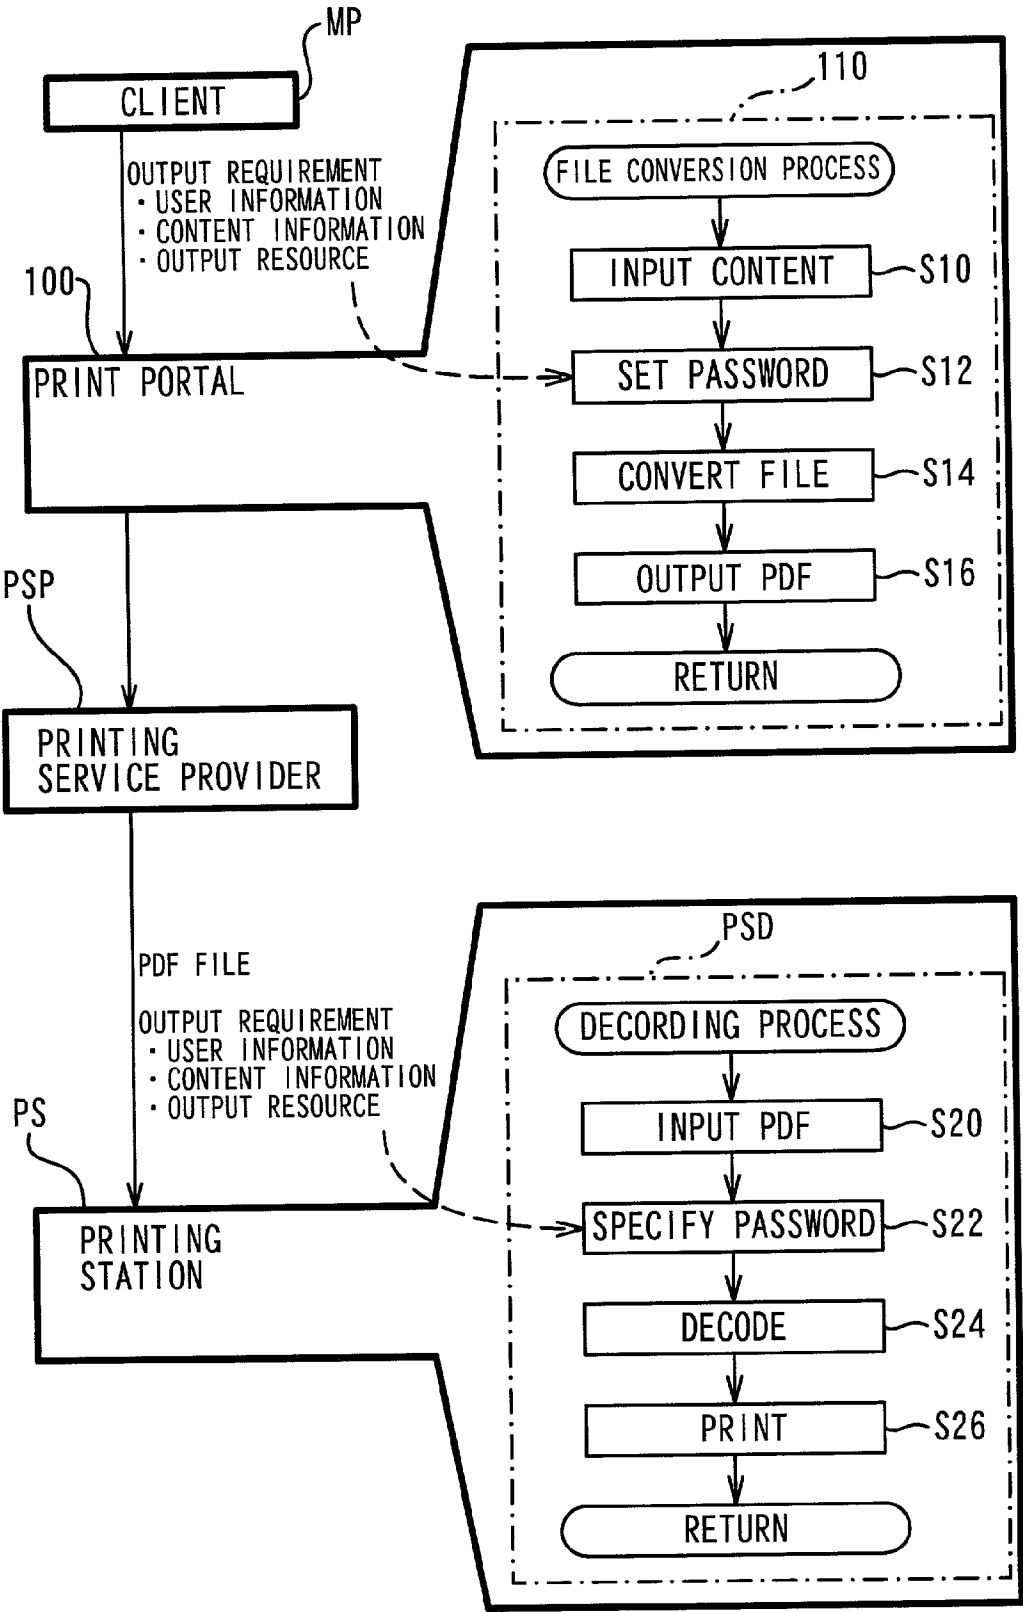 MP
CLIENT
OUTPUT REQUIREMENT
・USER INFORMATION
・CONTENT INFORMATION
・OUTPUT RESOURCE
100
PRINT PORTAL
110
FILE CONVERSION PROCESS
INPUT CONTENT
S10
SET PASSWORD
S12
CONVERT FILE
S14
OUTPUT PDF
S16
RETURN
PSP
PRINTING
SERVICE PROVIDER
PDF FILE
OUTPUT REQUIREMENT
・USER INFORMATION
・CONTENT INFORMATION
・OUTPUT RESOURCE
PS
PRINTING
STATION
PSD
DECORDING PROCESS
INPUT PDF
S20
SPECIFY PASSWORD
S22
DECODE
S24
PRINT
S26
RETURN